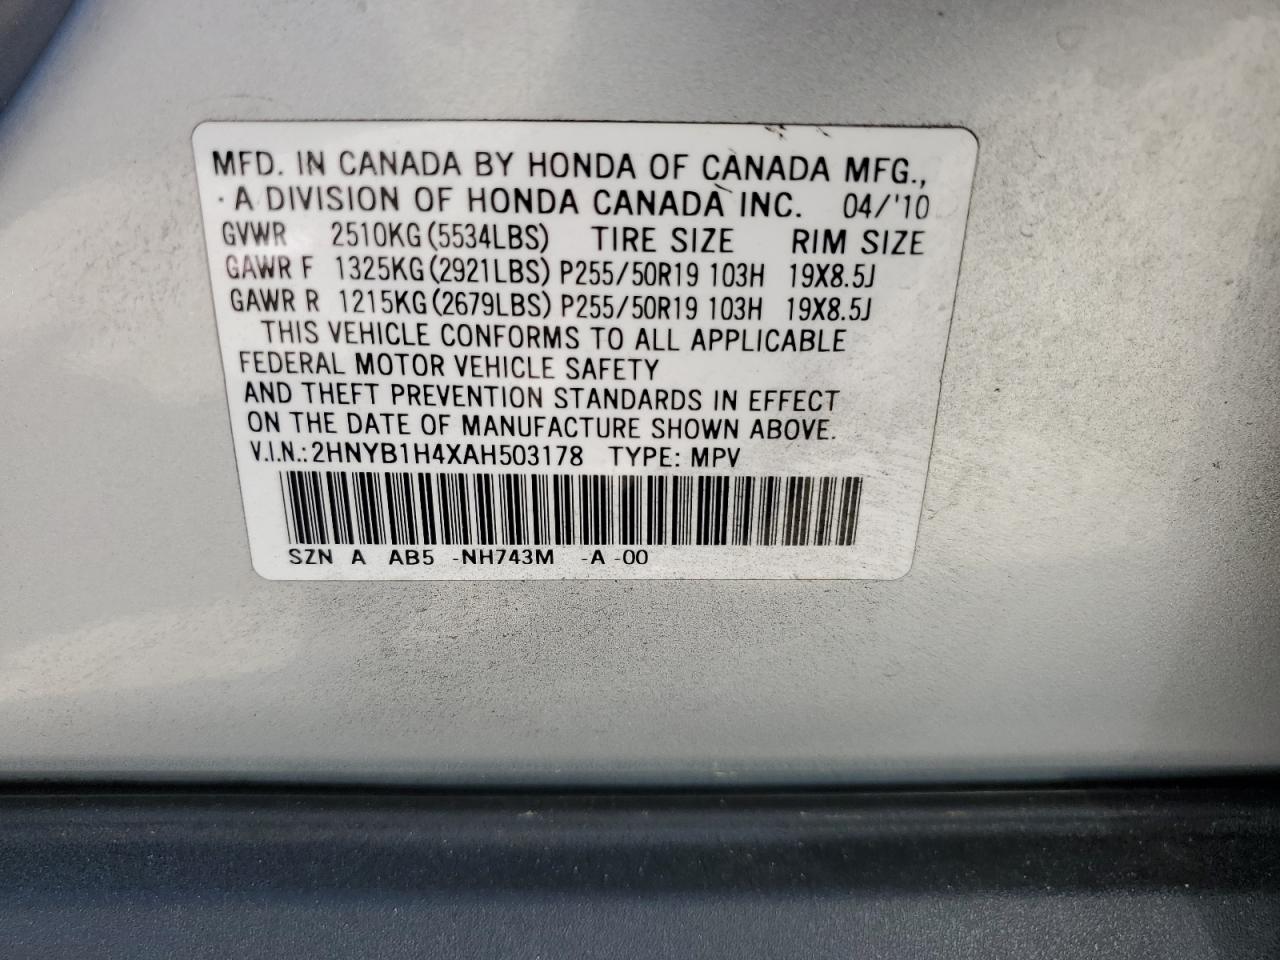 MFD. IN CANADA BY HONDA OF CANADA MFG.,
A DIVISION OF HONDA CANADA INC. 04/'10
GVWR 2510KG (5534LBS) TIRE SIZE RIM SIZE
GAWR F 1325KG (2921LBS) P255/50R19 103H 19X8.5J
GAWR R 1215KG (2679LBS) P255/50R19 103H 19X8.5J
THIS VEHICLE CONFORMS TO ALL APPLICABLE
FEDERAL MOTOR VEHICLE SAFETY
AND THEFT PREVENTION STANDARDS IN EFFECT
ON THE DATE OF MANUFACTURE SHOWN ABOVE.
V.I.N.: 2HNYB1H4XAH503178 TYPE: MPV
SZN A AB5 -NH743M -A -00